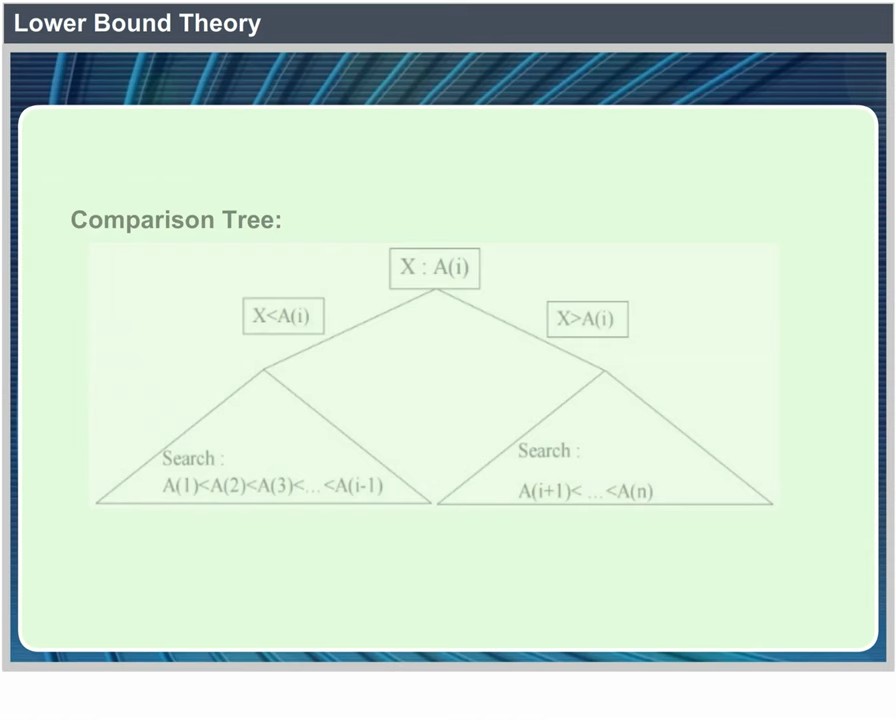 Lower Bound Theory
Comparison Tree:
X : A(i)
X<A(i)
X>A(i)
Search :
A(1)<A(2)<A(3)<... <A(i-1)
Search :
A(i+1)< ... <A(n)